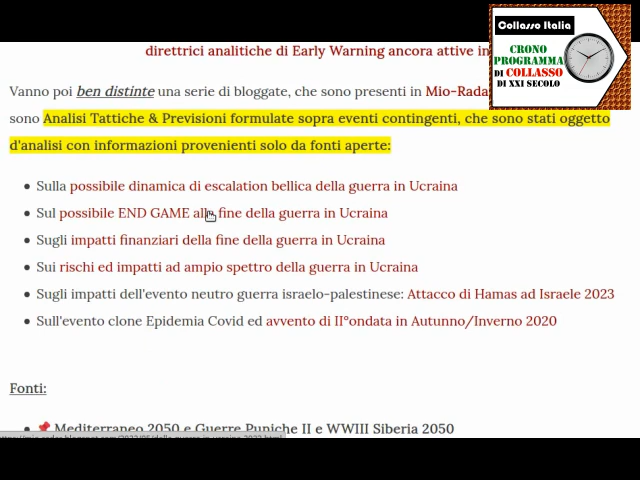 Collasso Italia
CRONO
PROGRAMMA
DI COLLASSO
DI XXI SECOLO
direttrici analitiche di Early Warning ancora attive in
Vanno poi ben distinte una serie di bloggate, che sono presenti in Mio-Rada
sono Analisi Tattiche & Previsioni formulate sopra eventi contingenti, che sono stati oggetto
d'analisi con informazioni provenienti solo da fonti aperte:
• Sulla possibile dinamica di escalation bellica della guerra in Ucraina
• Sul possibile END GAME alla fine della guerra in Ucraina
• Sugli impatti finanziari della fine della guerra in Ucraina
• Sui rischi ed impatti ad ampio spettro della guerra in Ucraina
• Sugli impatti dell'evento neutro guerra israelo-palestinese: Attacco di Hamas ad Israele 2023
• Sull'evento clone Epidemia Covid ed avvento di II°ondata in Autunno/Inverno 2020
Fonti:
• Mediterraneo 2050 e Guerre Puniche II e WWIII Siberia 2050